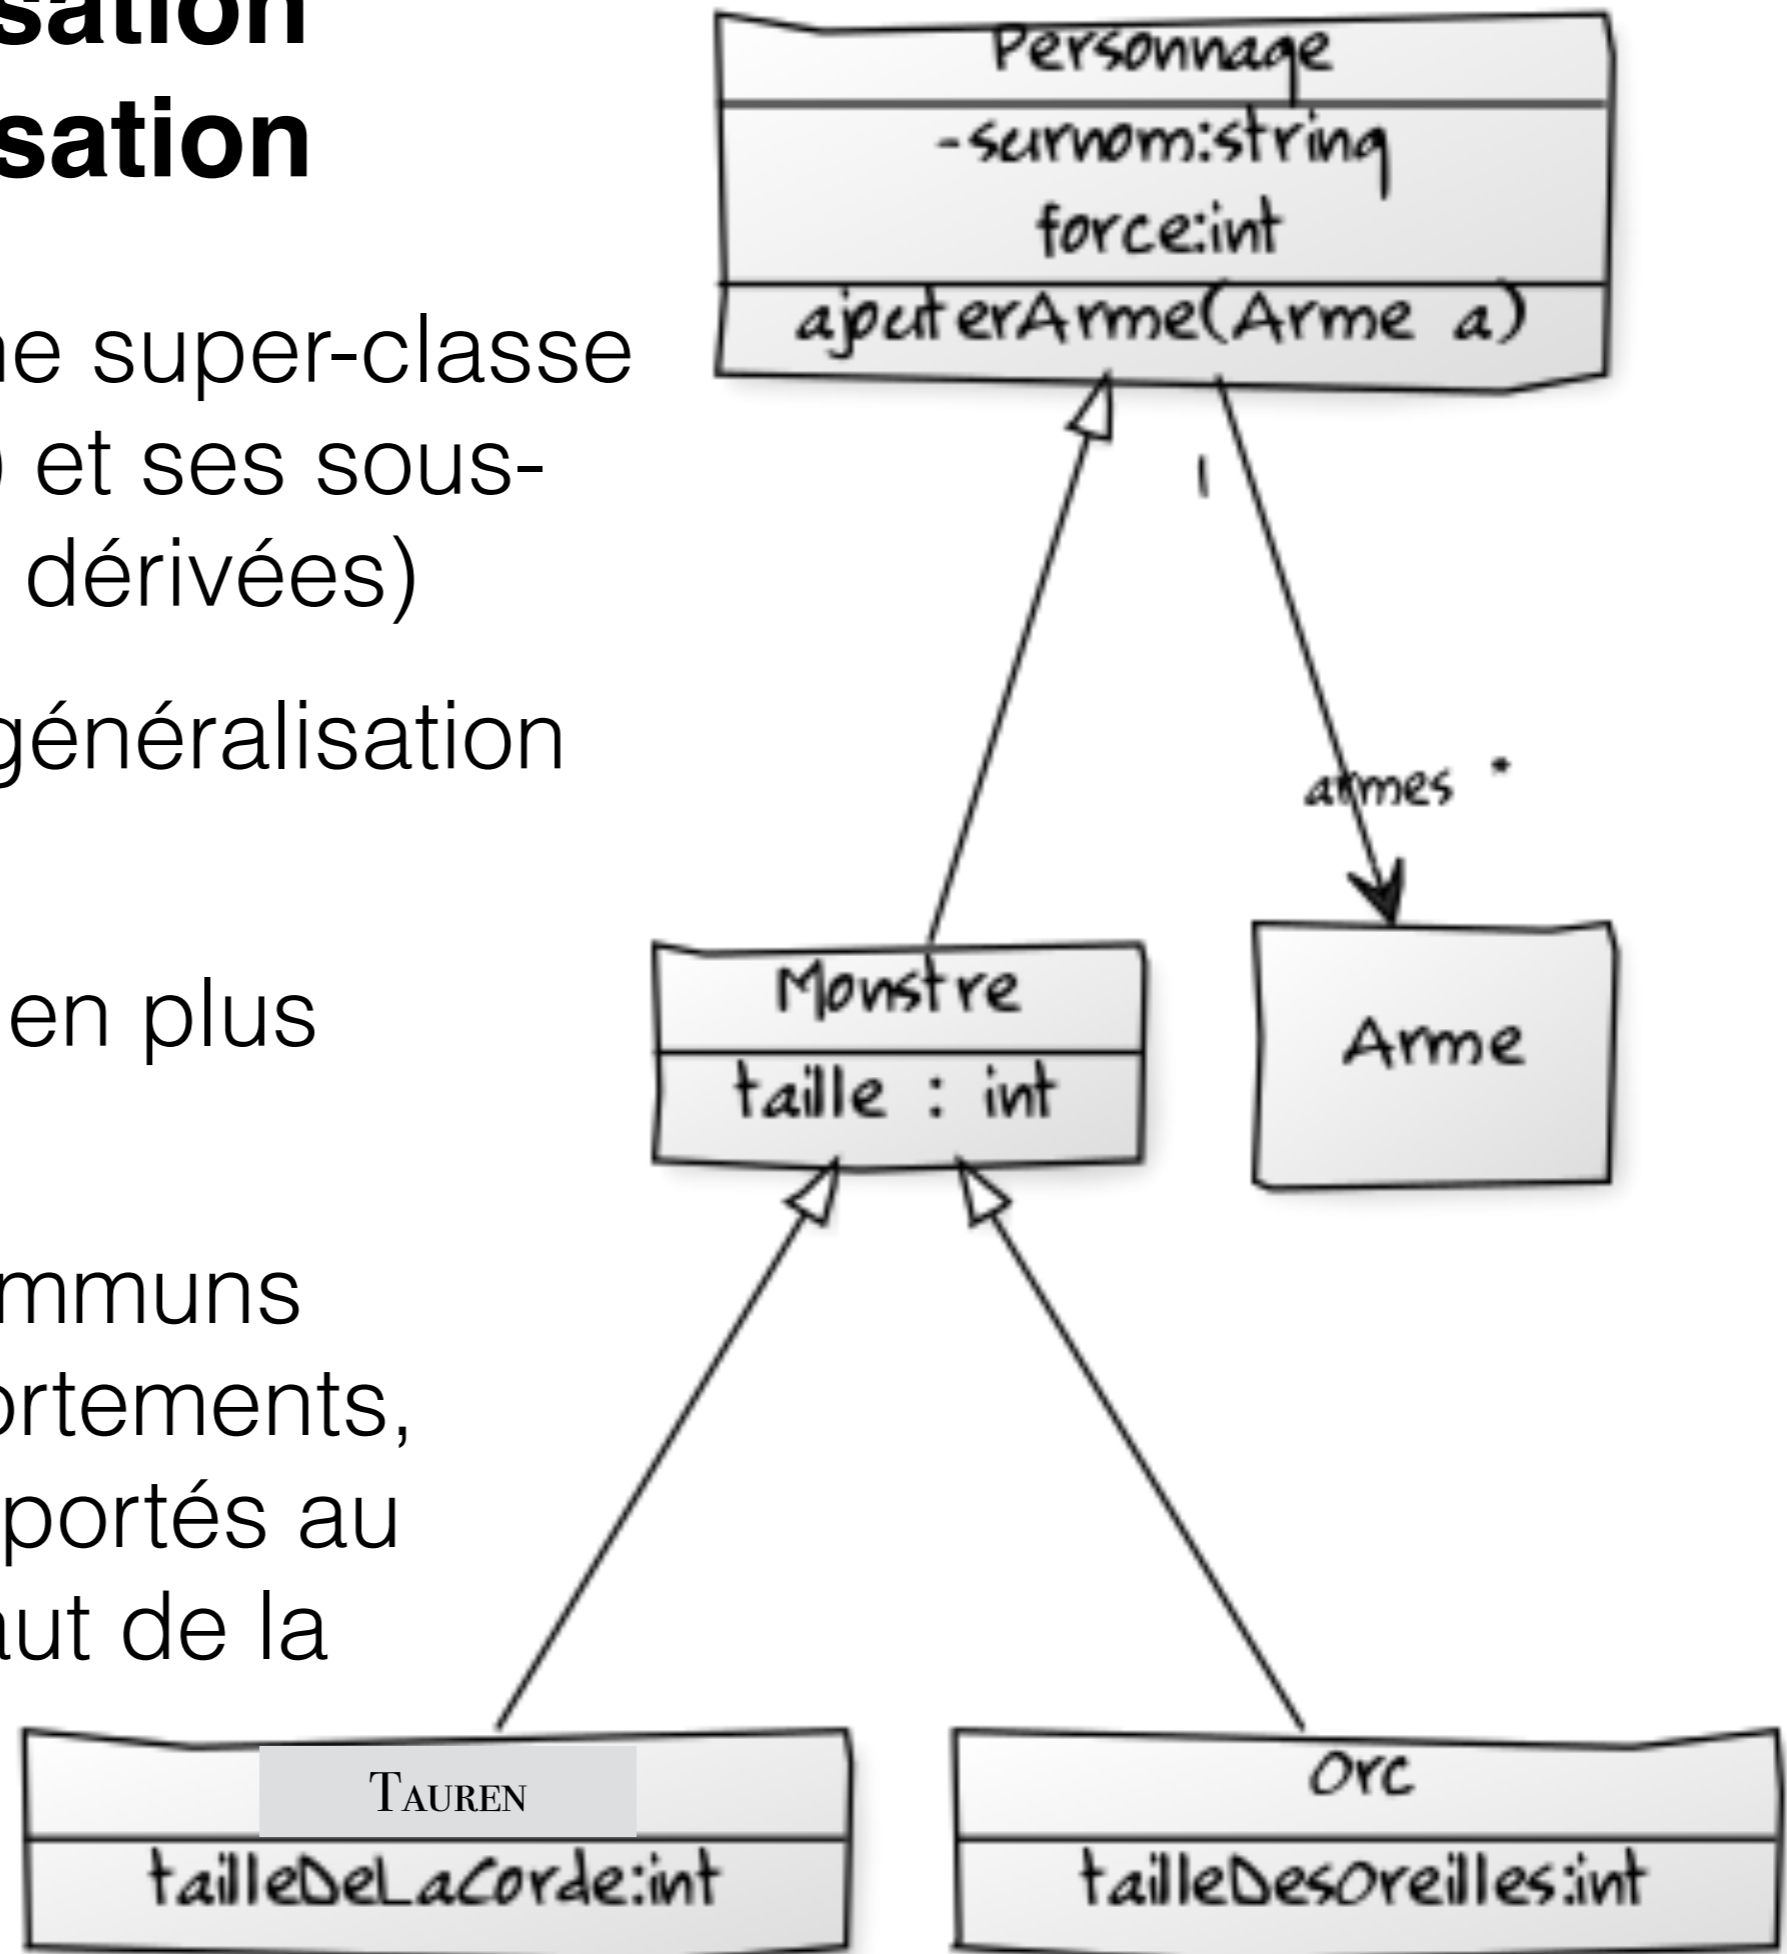 sation
sation
ne super-classe
) et ses sous-
dérivées)
généralisation
en plus
mmuns
ortements,
portés au
aut de la
Personnage
-surnom:string
force:int
ajouterArme(Arme a)
1
armes *
Monstre
taille : int
Arme
Tauren
tailleDeLaCorde:int
Orc
tailleDesOreilles:int